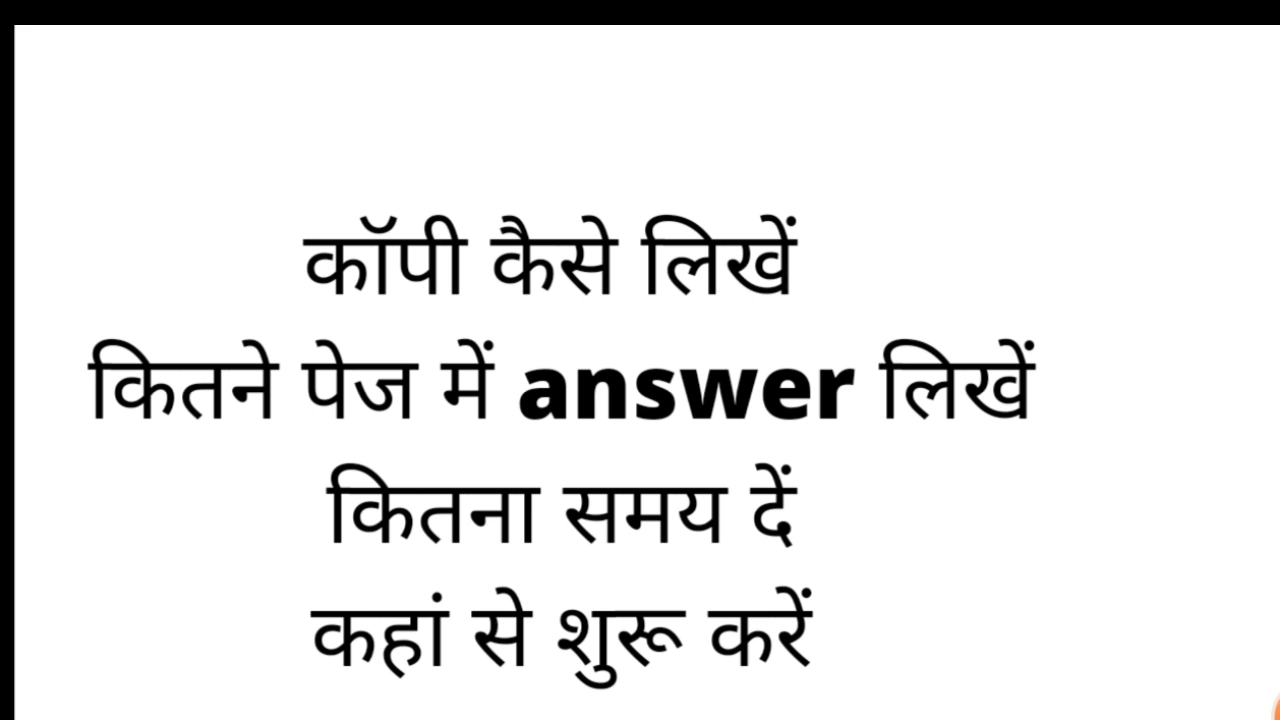 कॉपी कैसे लिखें
कितने पेज में answer लिखें
कितना समय दें
कहां से शुरू करें